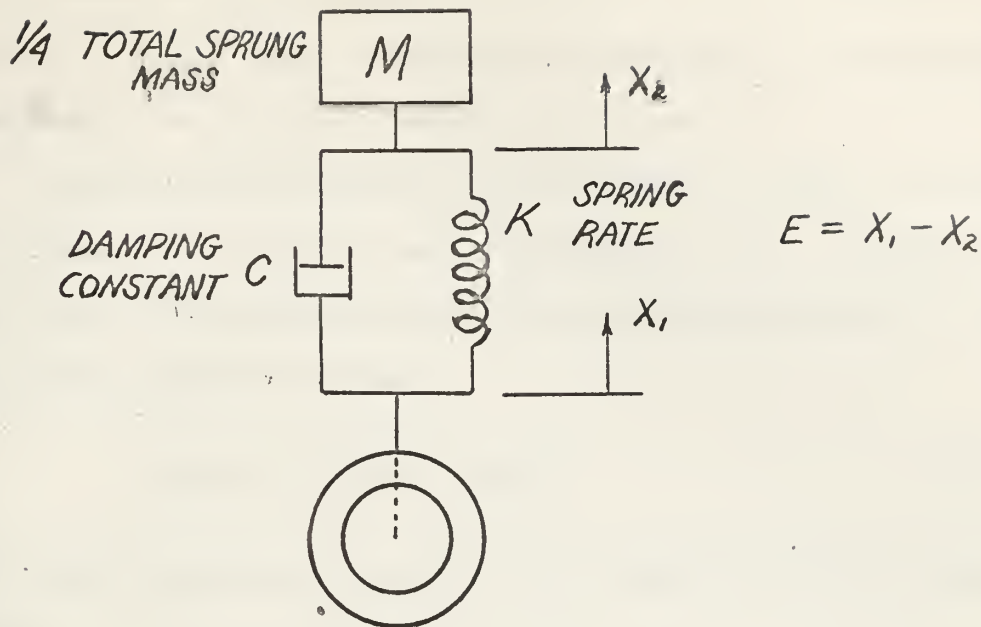 1/4 TOTAL SPRUNG
MASS
M
X₂
DAMPING
CONSTANT C
K SPRING
RATE
E = X₁ - X₂
X₁